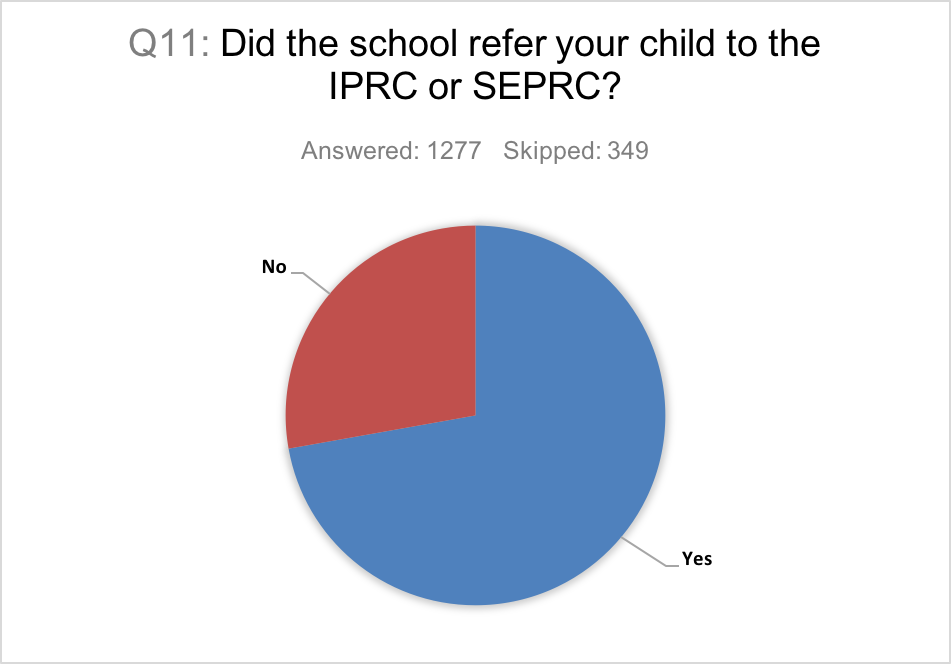 Q11: Did the school refer your child to the
IPRC or SEPRC?
Answered: 1277 Skipped: 349
No
Yes